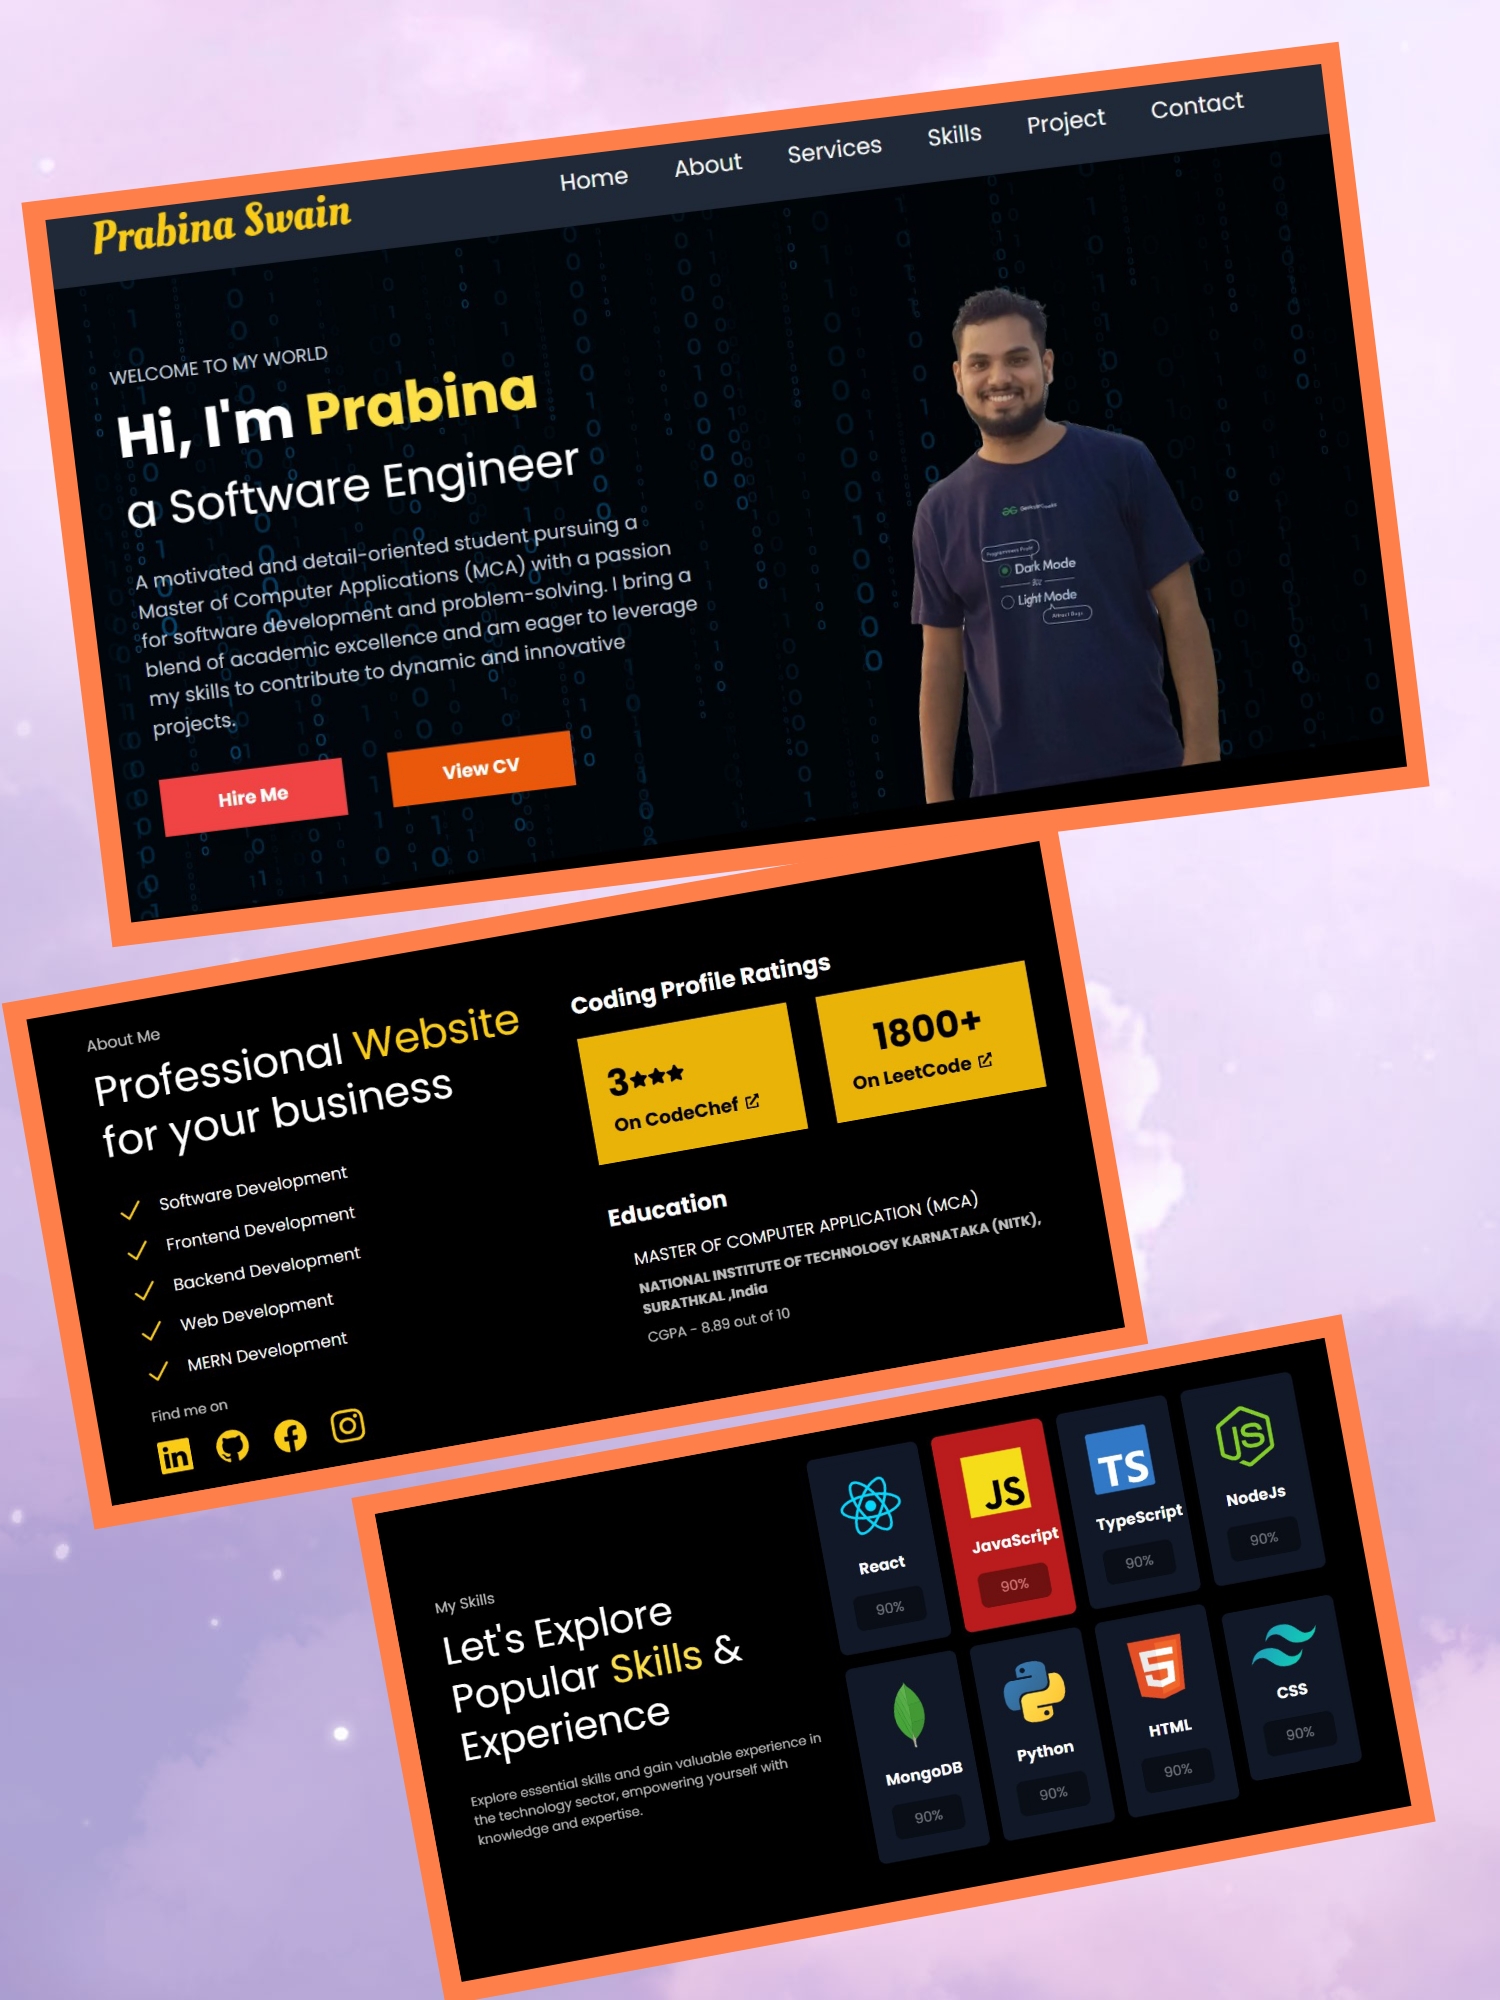 Prabina Swain
Home
About
Services
Skills
Project
Contact
WELCOME TO MY WORLD
Hi, I'm Prabina
a Software Engineer
A motivated and detail-oriented student pursuing a
Master of Computer Applications (MCA) with a passion
for software development and problem-solving. I bring a
blend of academic excellence and am eager to leverage
my skills to contribute to dynamic and innovative
projects.
Hire Me
View CV
Dark Mode
Light Mode
Attract Bugs
About Me
Professional Website
for your business
Software Development
Frontend Development
Backend Development
Web Development
MERN Development
Find me on
in
Coding Profile Ratings
3★★★
On CodeChef
1800+
On LeetCode
Education
MASTER OF COMPUTER APPLICATION (MCA)
NATIONAL INSTITUTE OF TECHNOLOGY KARNATAKA (NITK),
SURATHKAL ,India
CGPA - 8.89 out of 10
My Skills
Let's Explore
Popular Skills &
Experience
Explore essential skills and gain valuable experience in
the technology sector, empowering yourself with
knowledge and expertise.
React
90%
JS
JavaScript
90%
TS
TypeScript
90%
JS
NodeJs
90%
MongoDB
90%
Python
90%
5
HTML
90%
CSS
90%